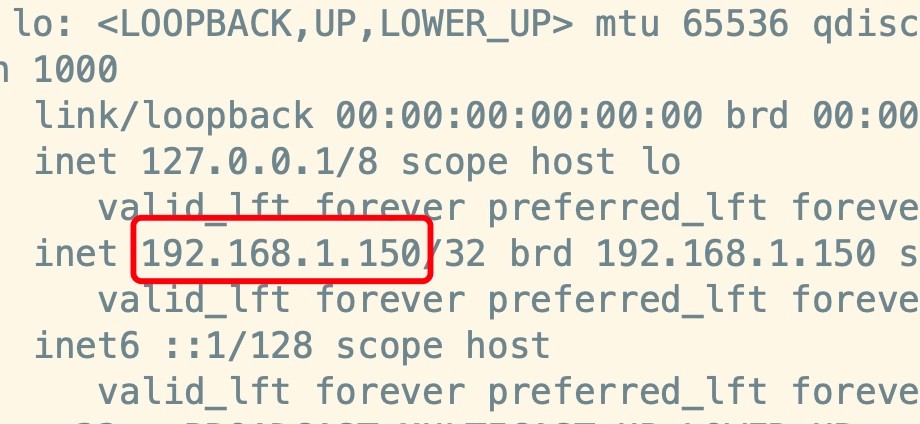 lo: <LOOPBACK,UP,LOWER_UP> mtu 65536 qdisc
1000
link/loopback 00:00:00:00:00:00 brd 00:00
inet 127.0.0.1/8 scope host lo
valid_lft forever preferred_lft foreve
inet 192.168.1.150/32 brd 192.168.1.150 s
valid_lft forever preferred_lft foreve
inet6 ::1/128 scope host
valid_lft forever preferred_lft foreve